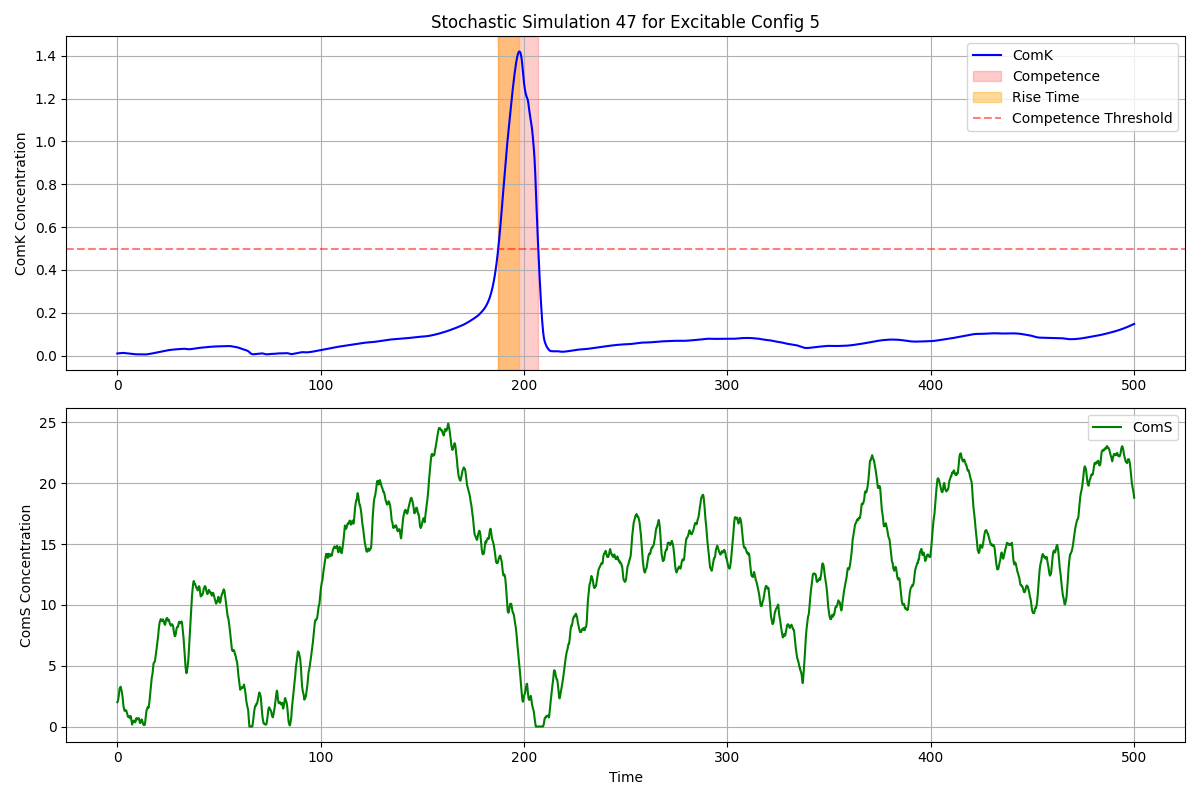 Stochastic Simulation 47 for Excitable Config 5
ComK Concentration
1.4
1.2
1.0
0.8
0.6
0.4
0.2
0.0
ComK
Competence
Rise Time
Competence Threshold
0 100 200 300 400 500
ComS Concentration
25
20
15
10
5
0
ComS
0 100 200 300 400 500
Time